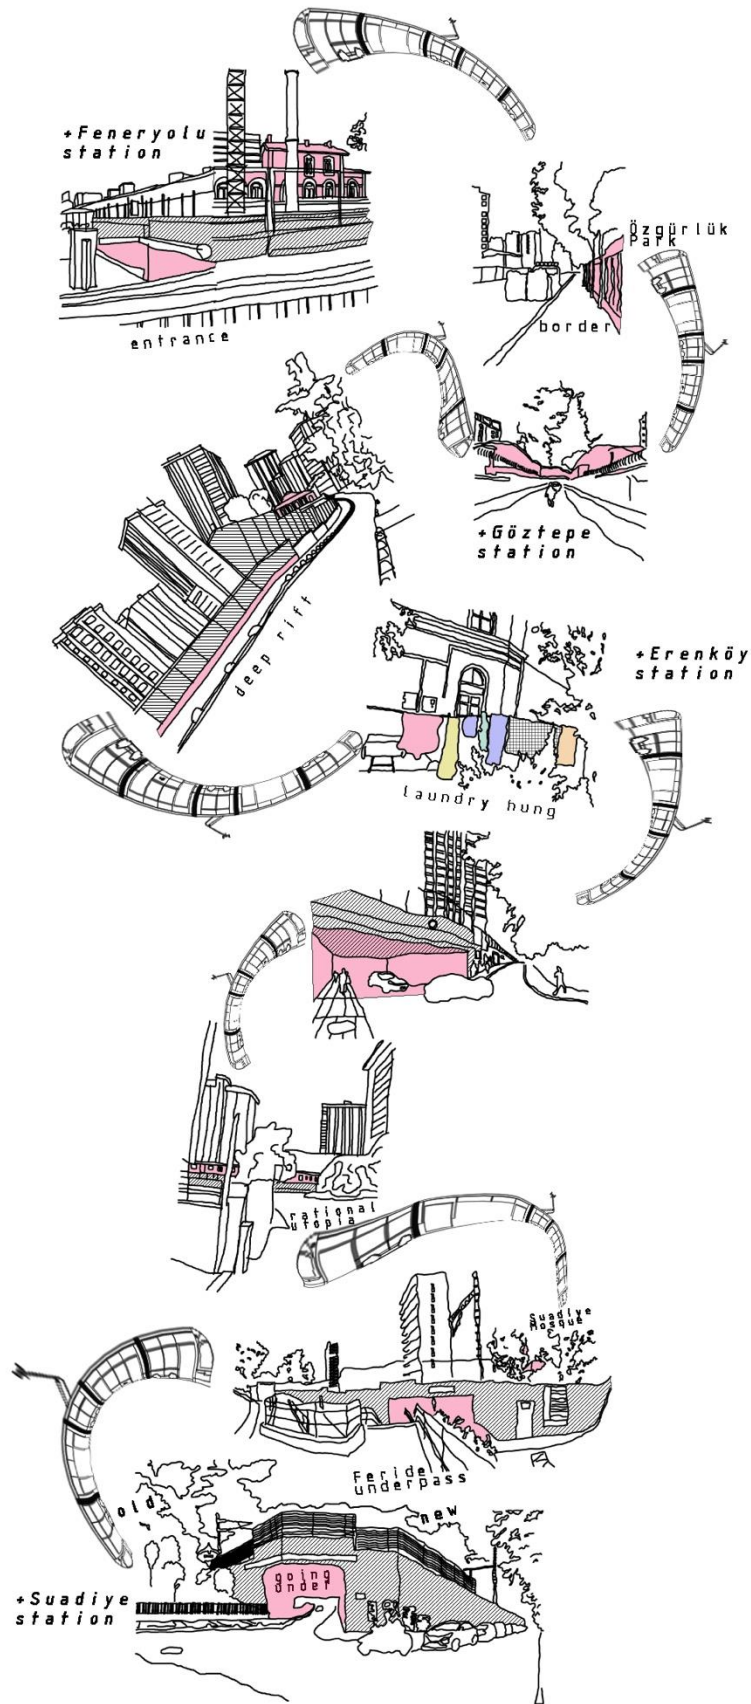 +Feneryolu
station
entrance
Özgürlük
Park
border
+Göztepe
station
deep rift
+Erenköy
station
laundry hung
rational
utopia
Suadiye
Mosque
Feride
underpass
old
new
going
under
+Suadiye
station